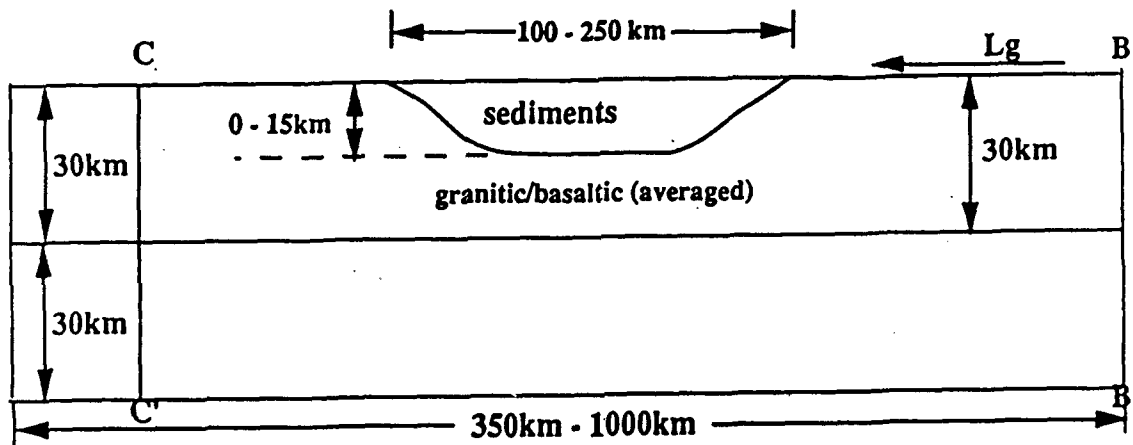 100 - 250 km
C
Lg
B
sediments
0 - 15km
30km
30km
granitic/basaltic (averaged)
30km
C'
B
350km - 1000km